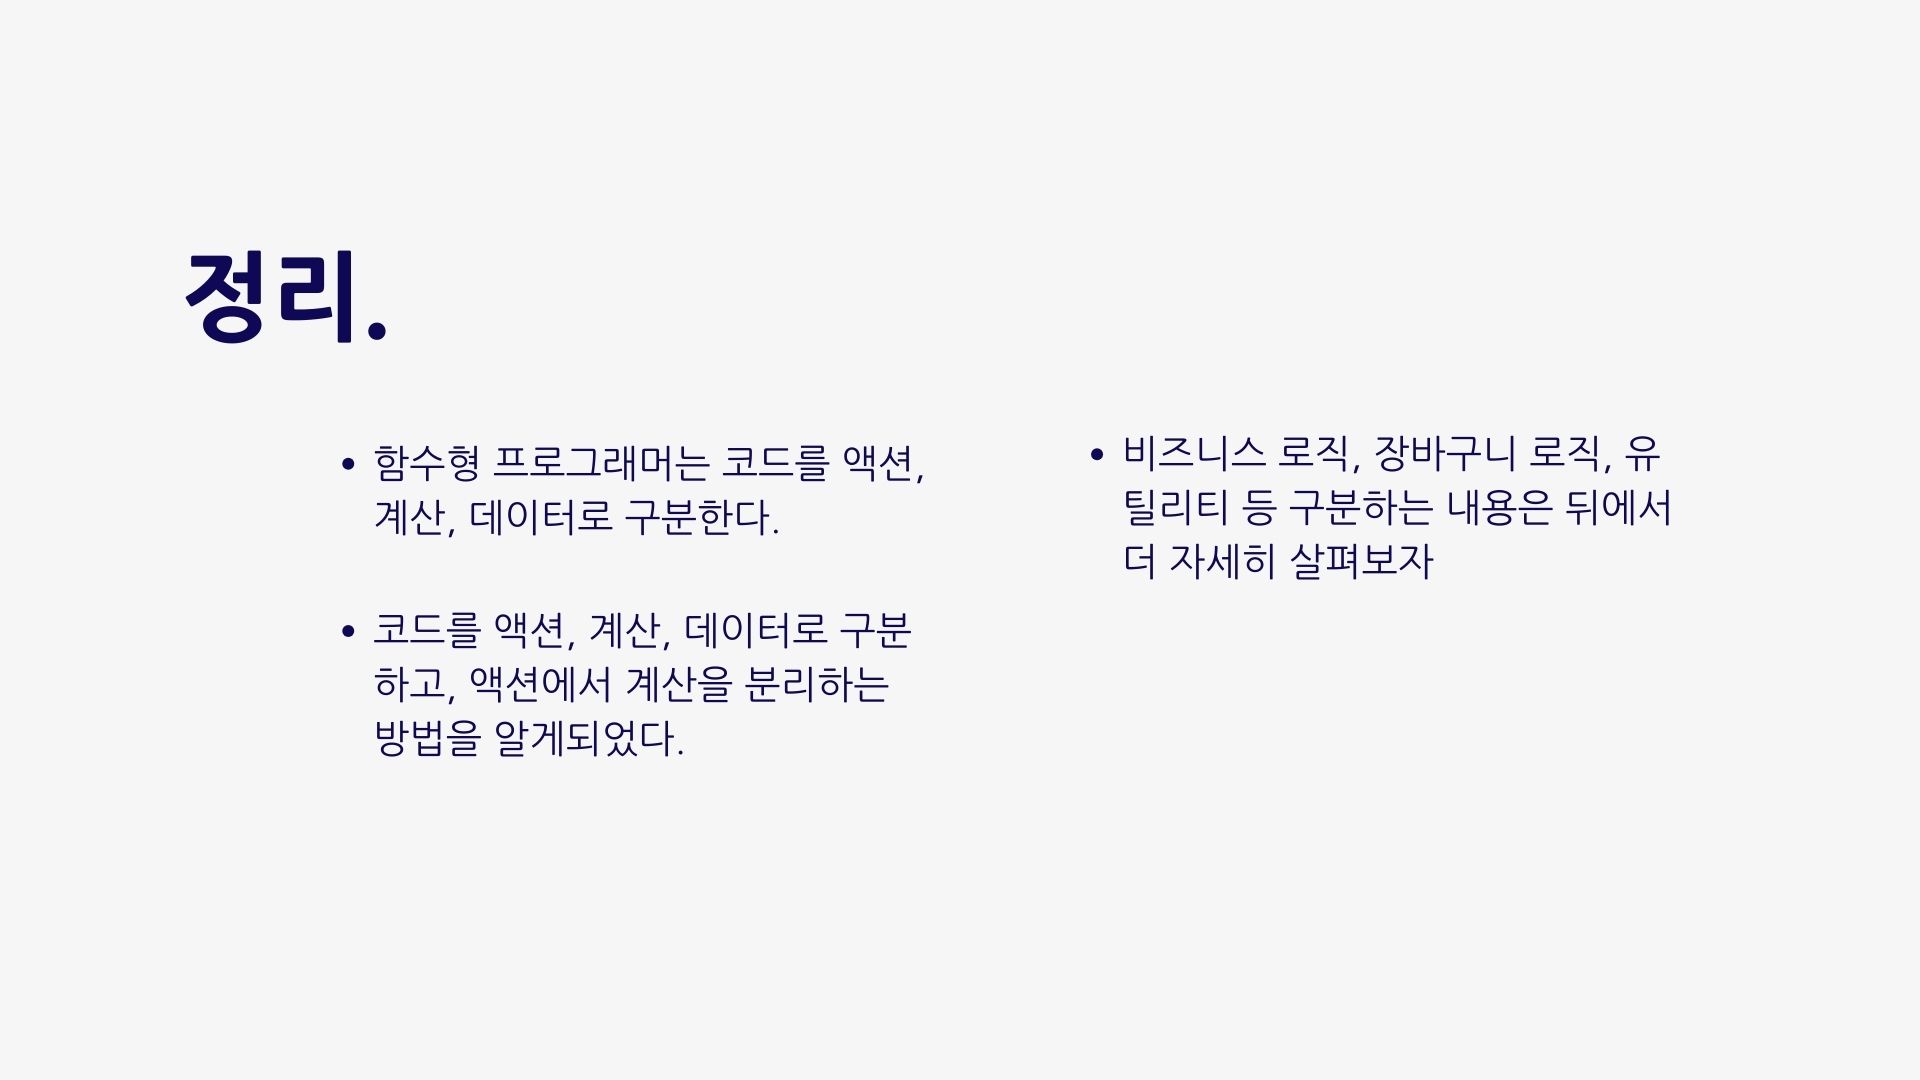 정리.
• 함수형 프로그래머는 코드를 액션,
계산, 데이터로 구분한다.
• 코드를 액션, 계산, 데이터로 구분
하고, 액션에서 계산을 분리하는
방법을 알게되었다.
• 비즈니스 로직, 장바구니 로직, 유
틸리티 등 구분하는 내용은 뒤에서
더 자세히 살펴보자